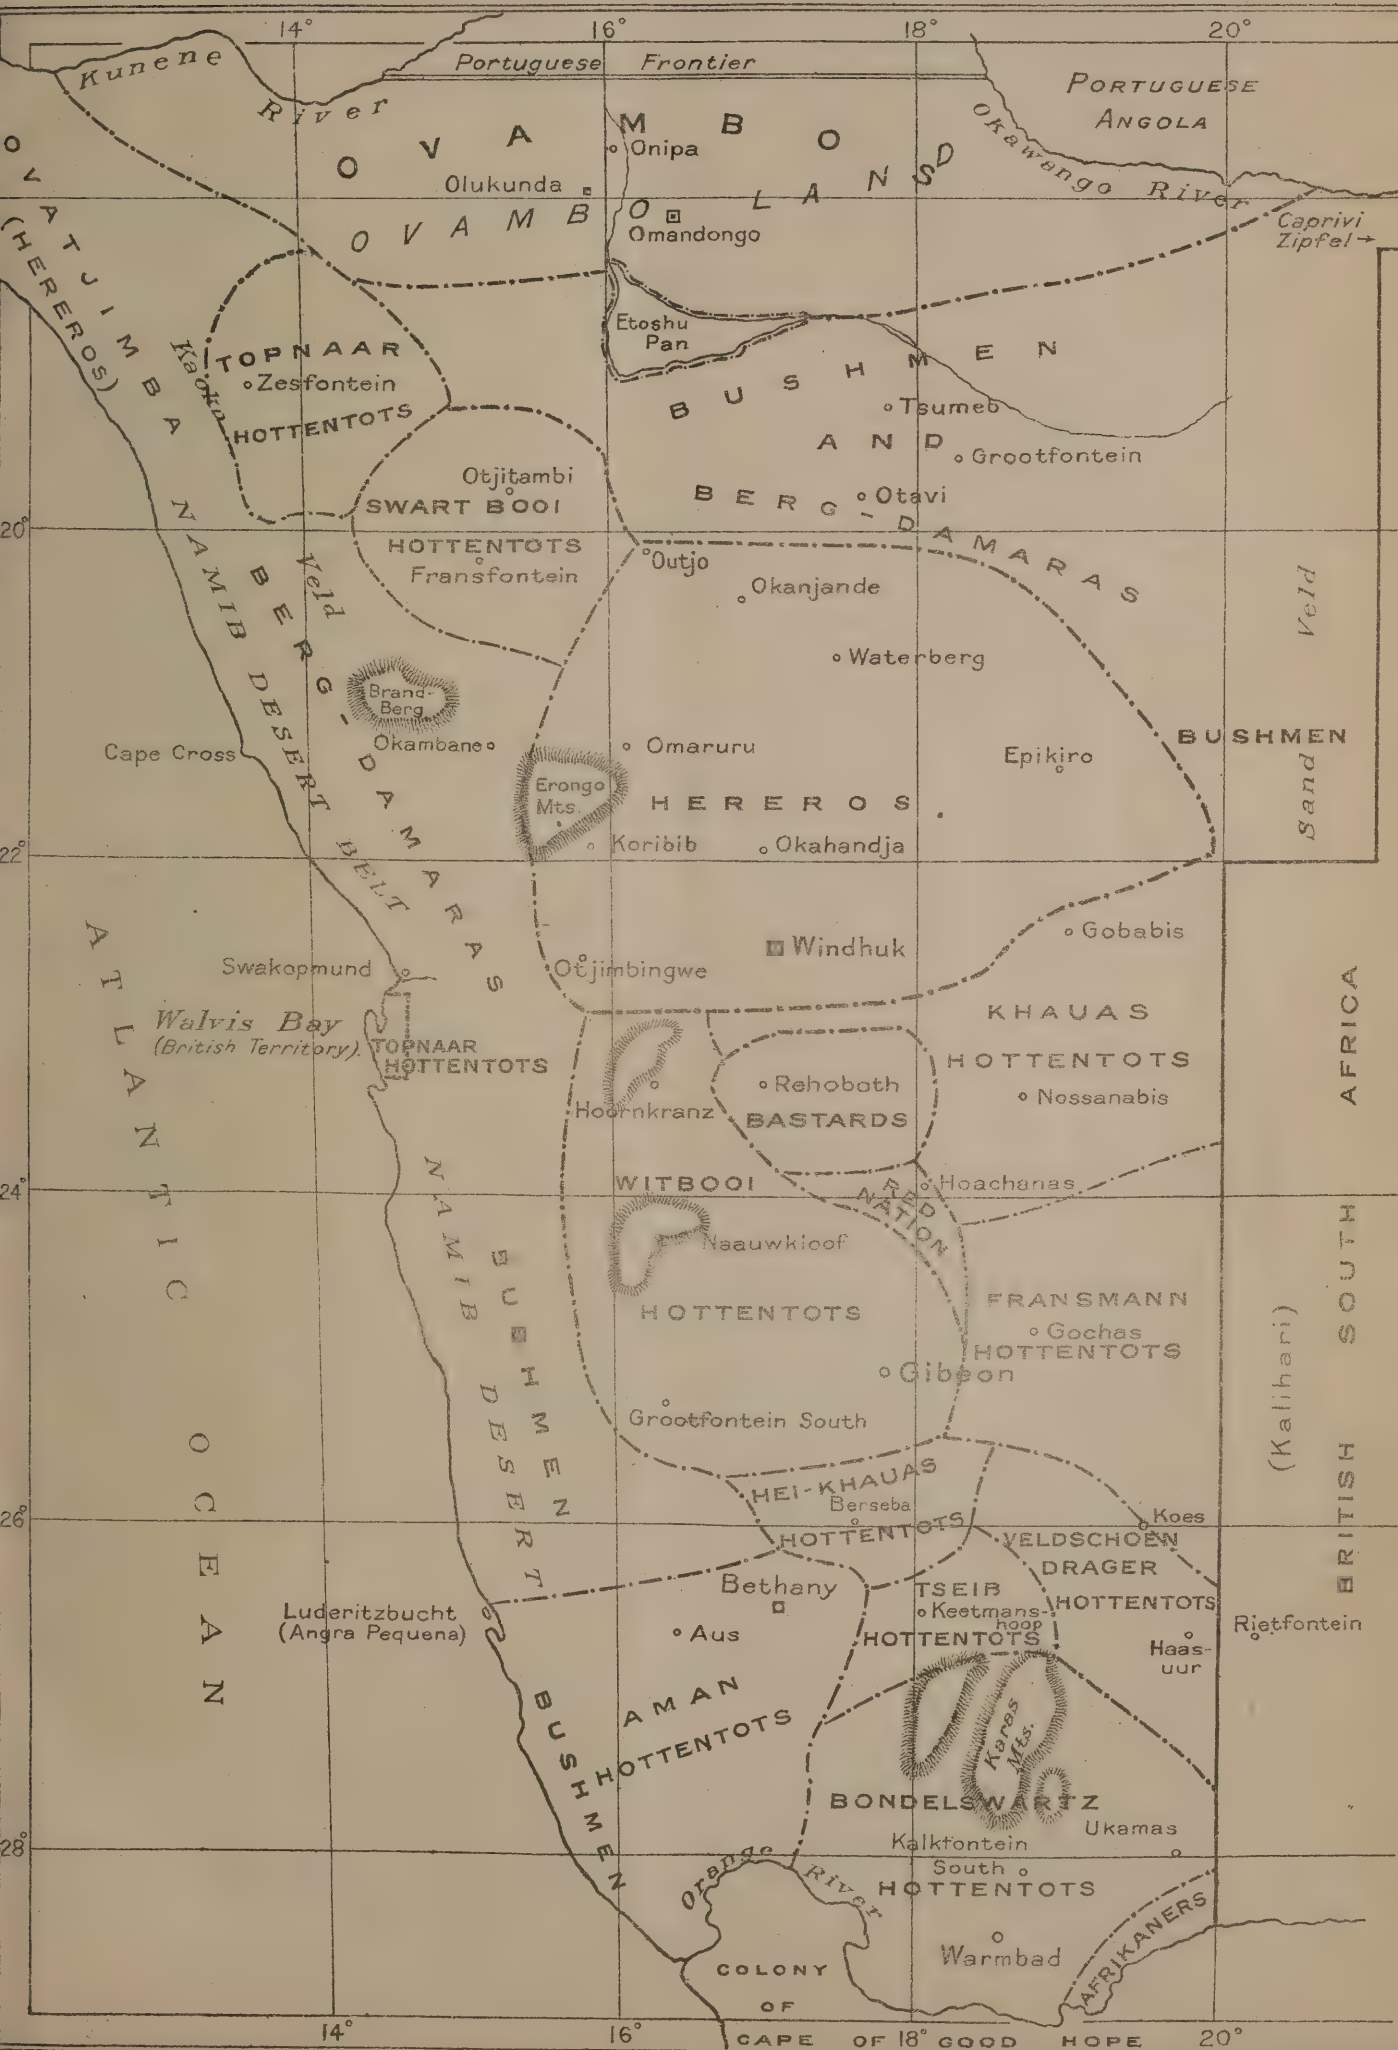 14°
16°
18°
20°
Kunene
River
Portuguese Frontier
PORTUGUESE
ANGOLA
Okawango River
OVAMBOS
Onipa
Olukunda
OVAMBOLAND
Omandongo
Caprivi
Zipfel →
OVATJIMBA
(HEREROS)
Etoshu
Pan
Kaoko
Veld
TOPNAAR
Zesfontein
HOTTENTOTS
BUSHMEN
Tsumeb
AND
Grootfontein
BERG-DAMARAS
Otavi
Otjitambi
SWART BOOI
HOTTENTOTS
Fransfontein
20°
Outjo
Okanjande
Waterberg
NAMIB DESERT BELT
BERG-DAMARAS
Brand-
Berg
Okambane
Cape Cross
Omaruru
Epikiro
BUSHMEN
Sand Veld
Erongo
Mts.
HEREROS
Koribib
Okahandja
22°
Windhuk
Gobabis
Swakopmund
Otjimbingwe
Walvis Bay
(British Territory).
TOPNAAR
HOTTENTOTS
KHAUAS
HOTTENTOTS
Nossanabis
Rehoboth
BASTARDS
Hoornkranz
24°
WITBOOI
RED
NATION
Hoachanas
Naauwkloof
HOTTENTOTS
FRANSMANN
Gochas
HOTTENTOTS
Gibeon
Grootfontein South
ATLANTIC OCEAN
NAMIB DESERT
BUSHMEN
(Kalihari)
BRITISH SOUTH AFRICA
HEI-KHAUAS
Berseba
HOTTENTOTS
26°
Koes
VELDSCHOEN
DRAGER
HOTTENTOTS
Bethany
TSEIB
Keetmans-
hoop
HOTTENTOTS
Luderitzbucht
(Angra Pequena)
Aus
Haas-
uur
Rietfontein
AMAN
HOTTENTOTS
BUSHMEN
Karas
Mts.
BONDELSWARTZ
Ukamas
Kalkfontein
South
HOTTENTOTS
28°
Orange River
Warmbad
AFRIKANERS
COLONY
OF
CAPE OF GOOD HOPE
14°
16°
18°
20°